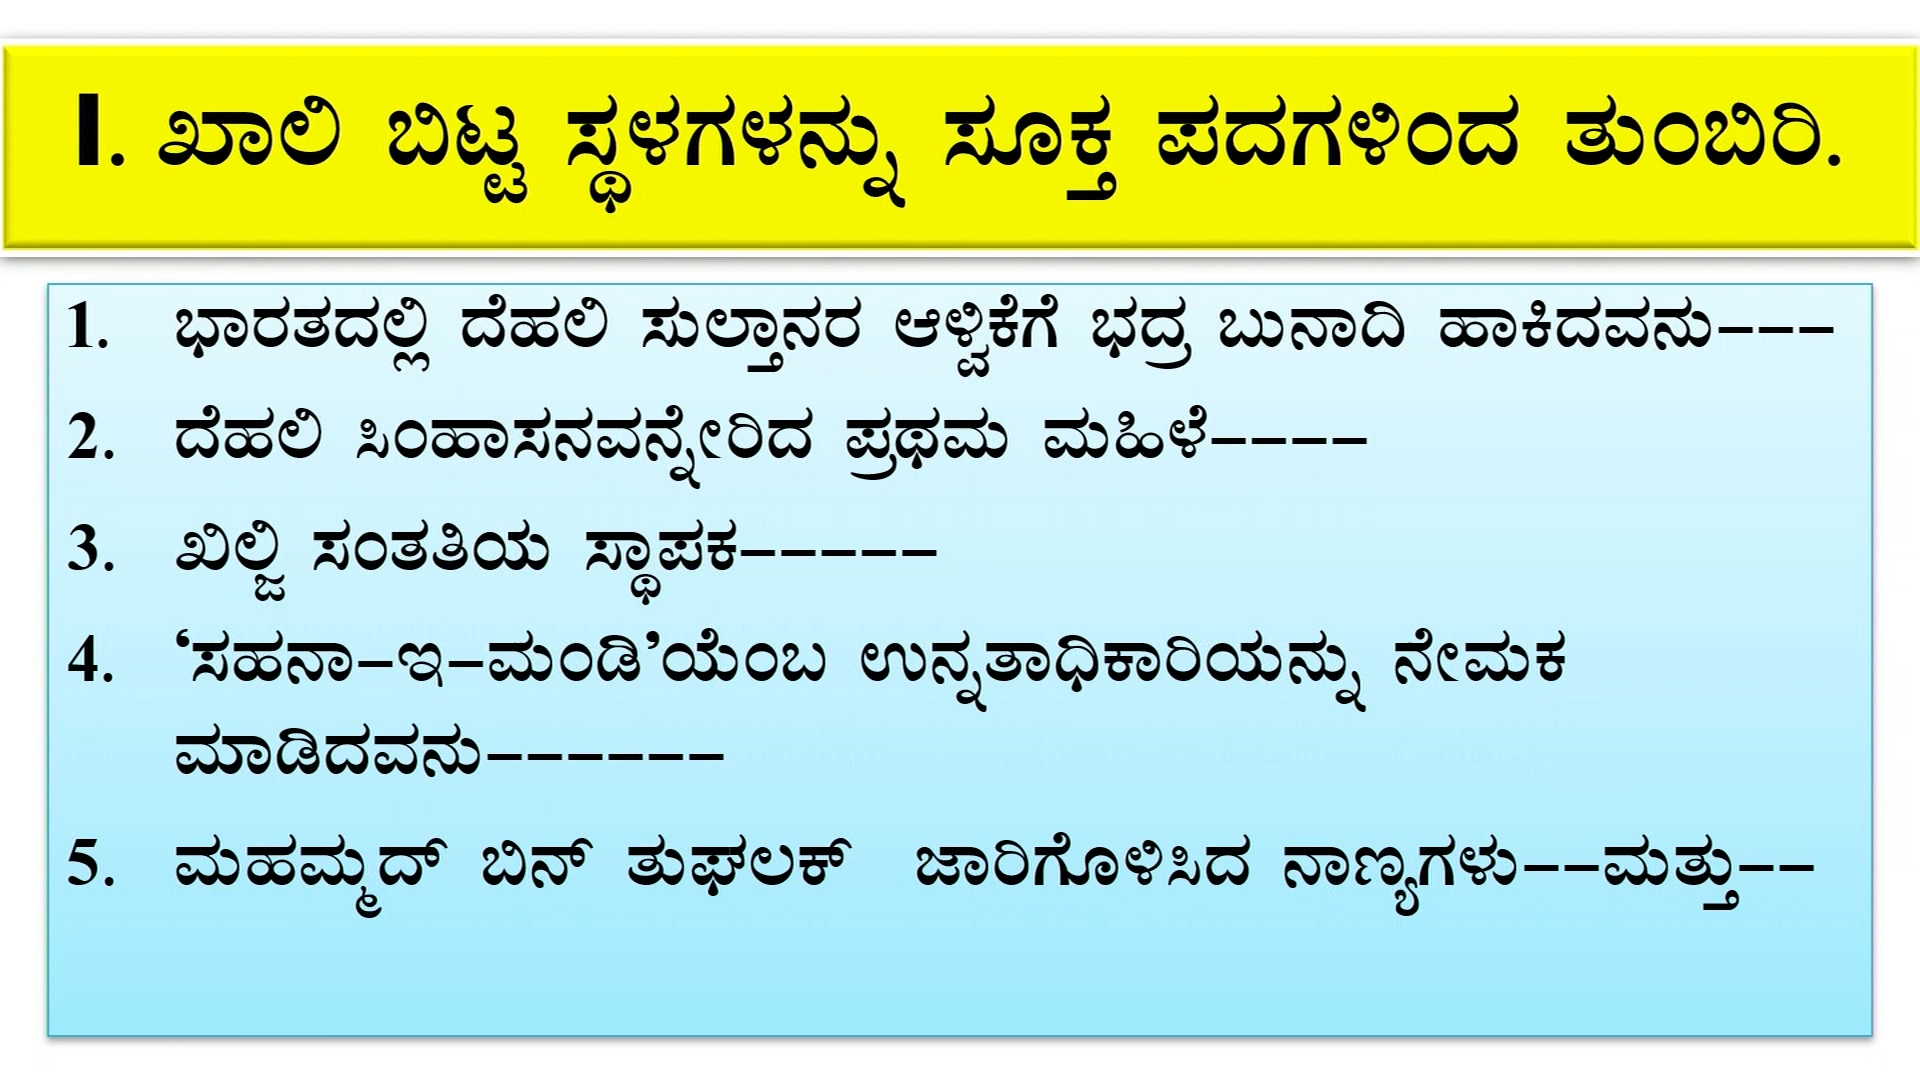 I. ಖಾಲಿ ಬಿಟ್ಟ ಸ್ಥಳಗಳನ್ನು ಸೂಕ್ತ ಪದಗಳಿಂದ ತುಂಬಿರಿ.
1. ಭಾರತದಲ್ಲಿ ದೆಹಲಿ ಸುಲ್ತಾನರ ಆಳ್ವಿಕೆಗೆ ಭದ್ರ ಬುನಾದಿ ಹಾಕಿದವನು---
2. ದೆಹಲಿ ಸಿಂಹಾಸನವನ್ನೇರಿದ ಪ್ರಥಮ ಮಹಿಳೆ----
3. ಖಿಲ್ಜಿ ಸಂತತಿಯ ಸ್ಥಾಪಕ-----
4. ‘ಸಹನಾ-ಇ-ಮಂಡಿ’ಯೆಂಬ ಉನ್ನತಾಧಿಕಾರಿಯನ್ನು ನೇಮಕ
ಮಾಡಿದವನು------
5. ಮಹಮ್ಮದ್ ಬಿನ್ ತುಘಲಕ್ ಜಾರಿಗೊಳಿಸಿದ ನಾಣ್ಯಗಳು--ಮತ್ತು--